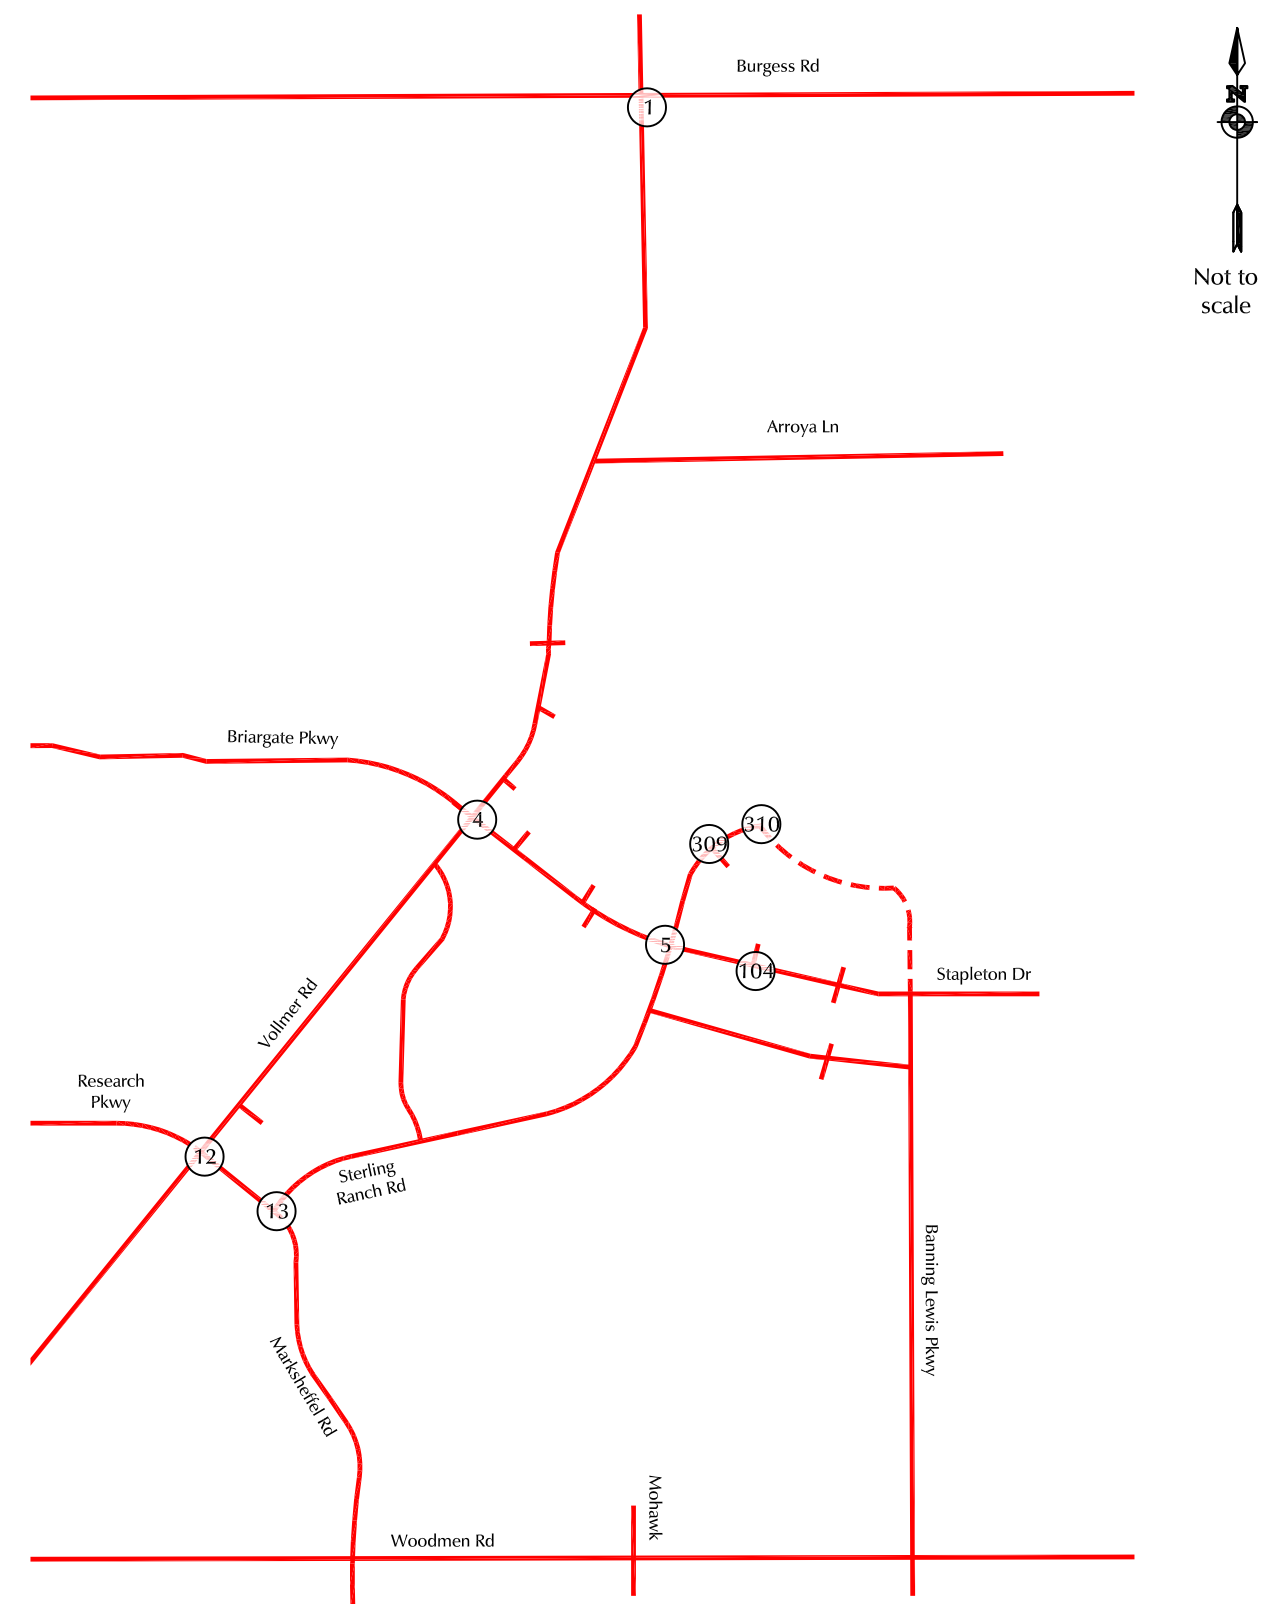 Burgess Rd
N
1
Not to
scale
Arroya Ln
Briargate Pkwy
4
310
309
5
104
Stapleton Dr
Vollmer Rd
Research
Pkwy
12
Sterling
Ranch Rd
13
Banning Lewis Pkwy
Marksheffel Rd
Mohawk
Woodmen Rd